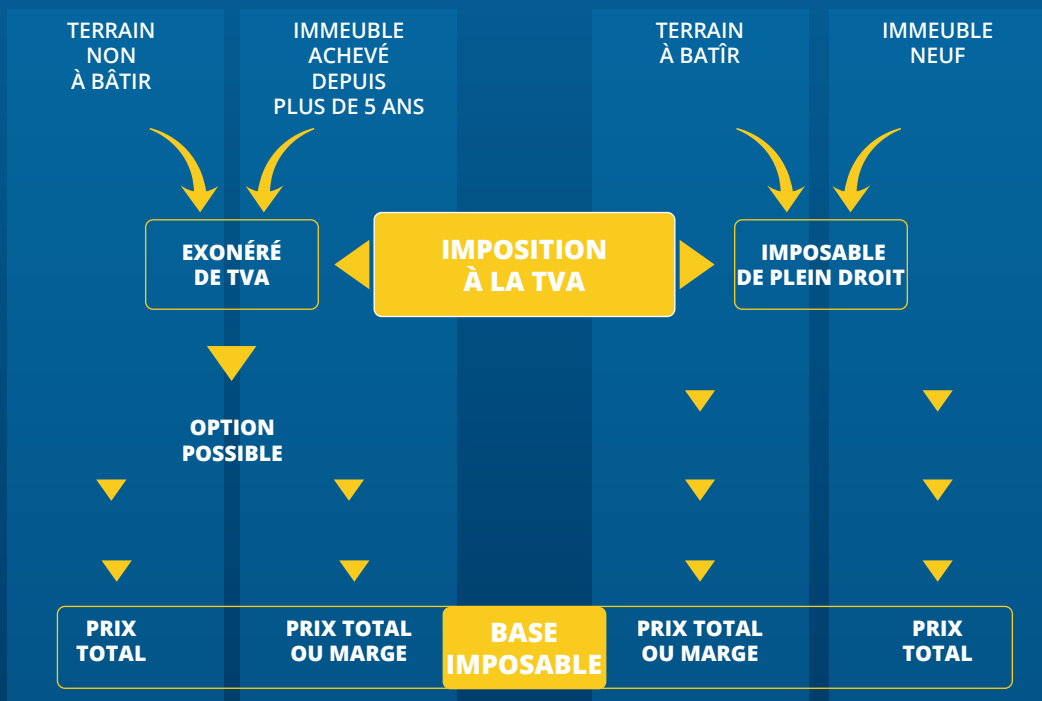 TERRAIN
NON
À BÂTIR
IMMEUBLE
ACHEVÉ
DEPUIS
PLUS DE 5 ANS
TERRAIN
À BATÎR
IMMEUBLE
NEUF
EXONÉRÉ
DE TVA
IMPOSITION
À LA TVA
IMPOSABLE
DE PLEIN DROIT
OPTION
POSSIBLE
PRIX
TOTAL
PRIX TOTAL
OU MARGE
BASE
IMPOSABLE
PRIX TOTAL
OU MARGE
PRIX
TOTAL